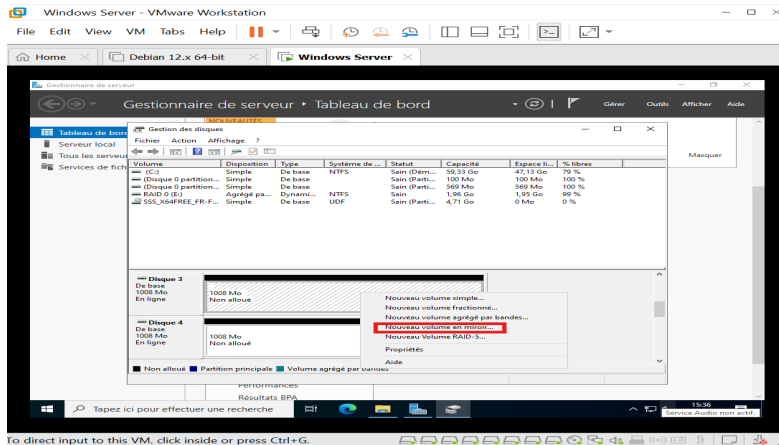 Windows Server - VMware Workstation
File Edit View VM Tabs Help
Home Debian 12.x 64-bit Windows Server
Gestionnaire de serveur
Gestionnaire de serveur Tableau de bord Gérer Outils Afficher Aide
NOUVEAUTÉS
Tableau de bord
Serveur local
Tous les serveur
Services de fich
Masquer
Gestion des disques
Fichier Action Affichage ?
Volume Disposition Type Système de ... Statut Capacité Espace li... % libres
(C:) Simple De base NTFS Sain (Dém... 59,33 Go 47,13 Go 79 %
(Disque 0 partition... Simple De base Sain (Parti... 100 Mo 100 Mo 100 %
(Disque 0 partition... Simple De base Sain (Parti... 569 Mo 569 Mo 100 %
RAID 0 (E:) Agrégé pa... Dynami... NTFS Sain 1,96 Go 1,95 Go 99 %
SSS_X64FREE_FR-F... Simple De base UDF Sain (Parti... 4,71 Go 0 Mo 0 %
Disque 3
De base
1008 Mo
En ligne
1008 Mo
Non alloué
Disque 4
De base
1008 Mo
En ligne
1008 Mo
Non alloué
Nouveau volume simple...
Nouveau volume fractionné...
Nouveau volume agrégé par bandes...
Nouveau volume en miroir...
Nouveau Volume RAID-5...
Propriétés
Aide
Non alloué Partition principale Volume agrégé par bandes
Performances
Résultats BPA
Tapez ici pour effectuer une recherche
15:36
Service Audio non actif.
To direct input to this VM, click inside or press Ctrl+G.